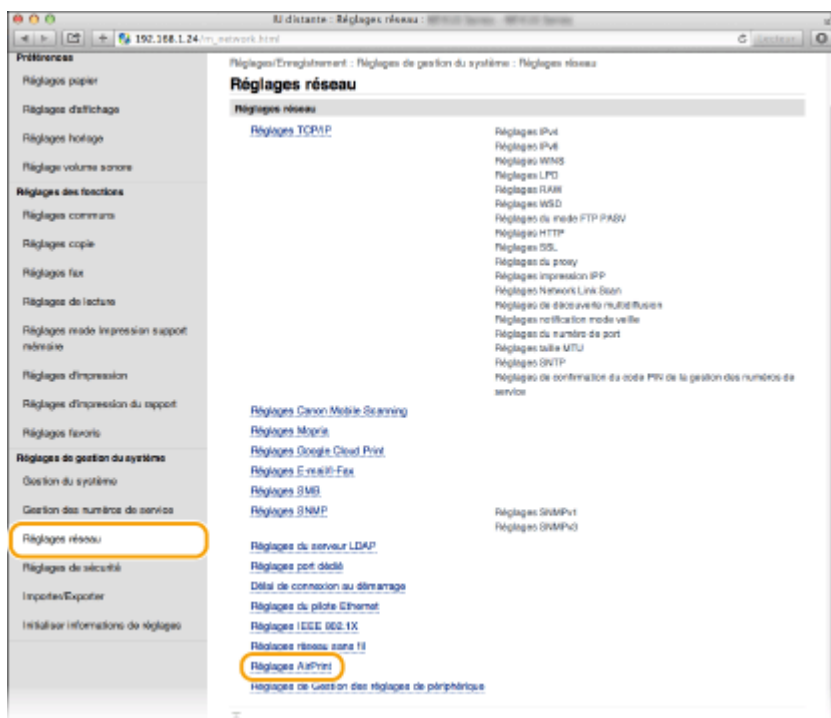 IU distante : Réglages réseau :
192.168.1.24/m_network.html
Lecteur
Préférences
Réglages papier
Réglages d'affichage
Réglages horloge
Réglage volume sonore
Réglages des fonctions
Réglages communs
Réglages copie
Réglages fax
Réglages de lecture
Réglages mode Impression support
mémoire
Réglages d'impression
Réglages d'impression du rapport
Réglages favoris
Réglages de gestion du système
Gestion du système
Gestion des numéros de service
Réglages réseau
Réglages de sécurité
Importer/Exporter
Initialiser informations de réglages
Réglages/Enregistrement : Réglages de gestion du système : Réglages réseau
Réglages réseau
Réglages réseau
Réglages TCP/IP
Réglages IPv4
Réglages IPv6
Réglages WINS
Réglages LPD
Réglages RAW
Réglages WSD
Réglages du mode FTP PASV
Réglages HTTP
Réglages SSL
Réglages du proxy
Réglages impression IPP
Réglages Network Link Scan
Réglages de découverte multidiffusion
Réglages notification mode veille
Réglages du numéro de port
Réglages taille MTU
Réglages SNTP
Réglages de confirmation du code PIN de la gestion des numéros de
service
Réglages Canon Mobile Scanning
Réglages Mopria
Réglages Google Cloud Print
Réglages E-mail/I-Fax
Réglages SMB
Réglages SNMP
Réglages SNMPv1
Réglages SNMPv3
Réglages du serveur LDAP
Réglages port dédié
Délai de connexion au démarrage
Réglages du pilote Ethernet
Réglages IEEE 802.1X
Réglages réseau sans fil
Réglages AirPrint
Réglages de Gestion des réglages de périphérique